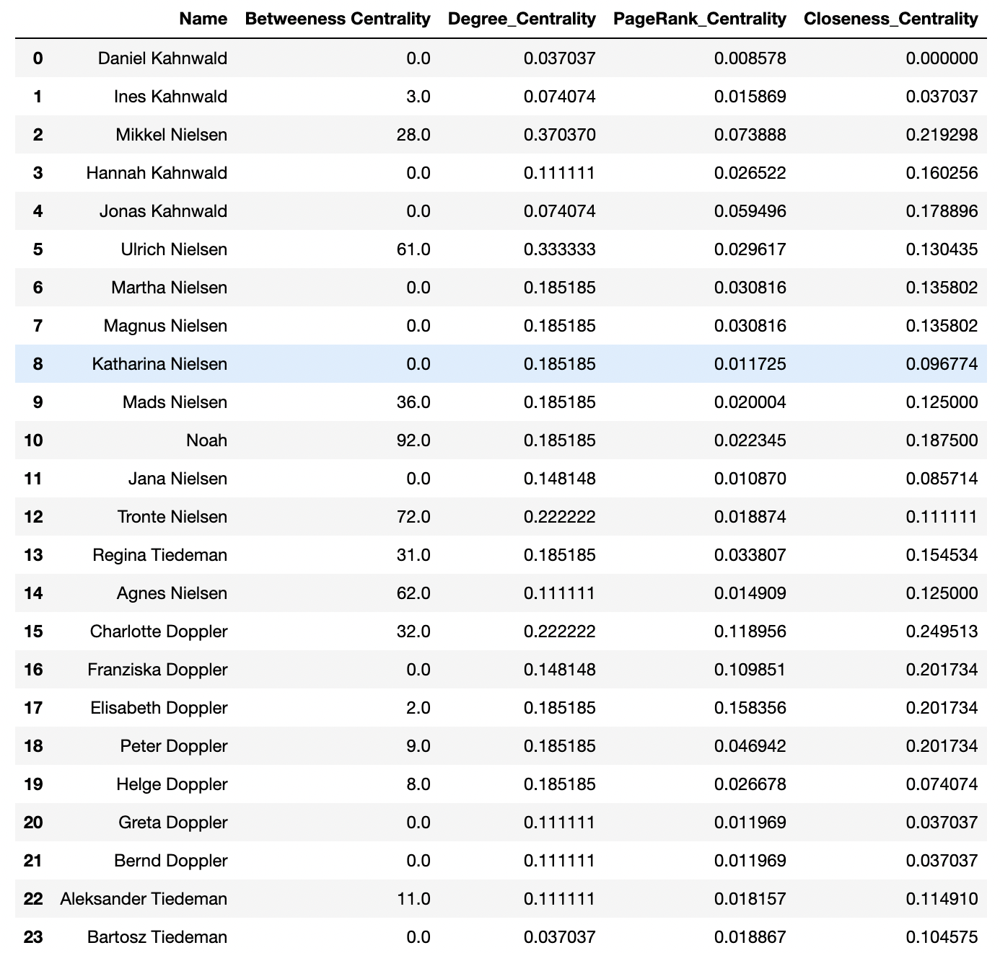 Name Betweeness Centrality Degree_Centrality PageRank_Centrality Closeness_Centrality
0 Daniel Kahnwald 0.0 0.037037 0.008578 0.000000
1 Ines Kahnwald 3.0 0.074074 0.015869 0.037037
2 Mikkel Nielsen 28.0 0.370370 0.073888 0.219298
3 Hannah Kahnwald 0.0 0.111111 0.026522 0.160256
4 Jonas Kahnwald 0.0 0.074074 0.059496 0.178896
5 Ulrich Nielsen 61.0 0.333333 0.029617 0.130435
6 Martha Nielsen 0.0 0.185185 0.030816 0.135802
7 Magnus Nielsen 0.0 0.185185 0.030816 0.135802
8 Katharina Nielsen 0.0 0.185185 0.011725 0.096774
9 Mads Nielsen 36.0 0.185185 0.020004 0.125000
10 Noah 92.0 0.185185 0.022345 0.187500
11 Jana Nielsen 0.0 0.148148 0.010870 0.085714
12 Tronte Nielsen 72.0 0.222222 0.018874 0.111111
13 Regina Tiedeman 31.0 0.185185 0.033807 0.154534
14 Agnes Nielsen 62.0 0.111111 0.014909 0.125000
15 Charlotte Doppler 32.0 0.222222 0.118956 0.249513
16 Franziska Doppler 0.0 0.148148 0.109851 0.201734
17 Elisabeth Doppler 2.0 0.185185 0.158356 0.201734
18 Peter Doppler 9.0 0.185185 0.046942 0.201734
19 Helge Doppler 8.0 0.185185 0.026678 0.074074
20 Greta Doppler 0.0 0.111111 0.011969 0.037037
21 Bernd Doppler 0.0 0.111111 0.011969 0.037037
22 Aleksander Tiedeman 11.0 0.111111 0.018157 0.114910
23 Bartosz Tiedeman 0.0 0.037037 0.018867 0.104575